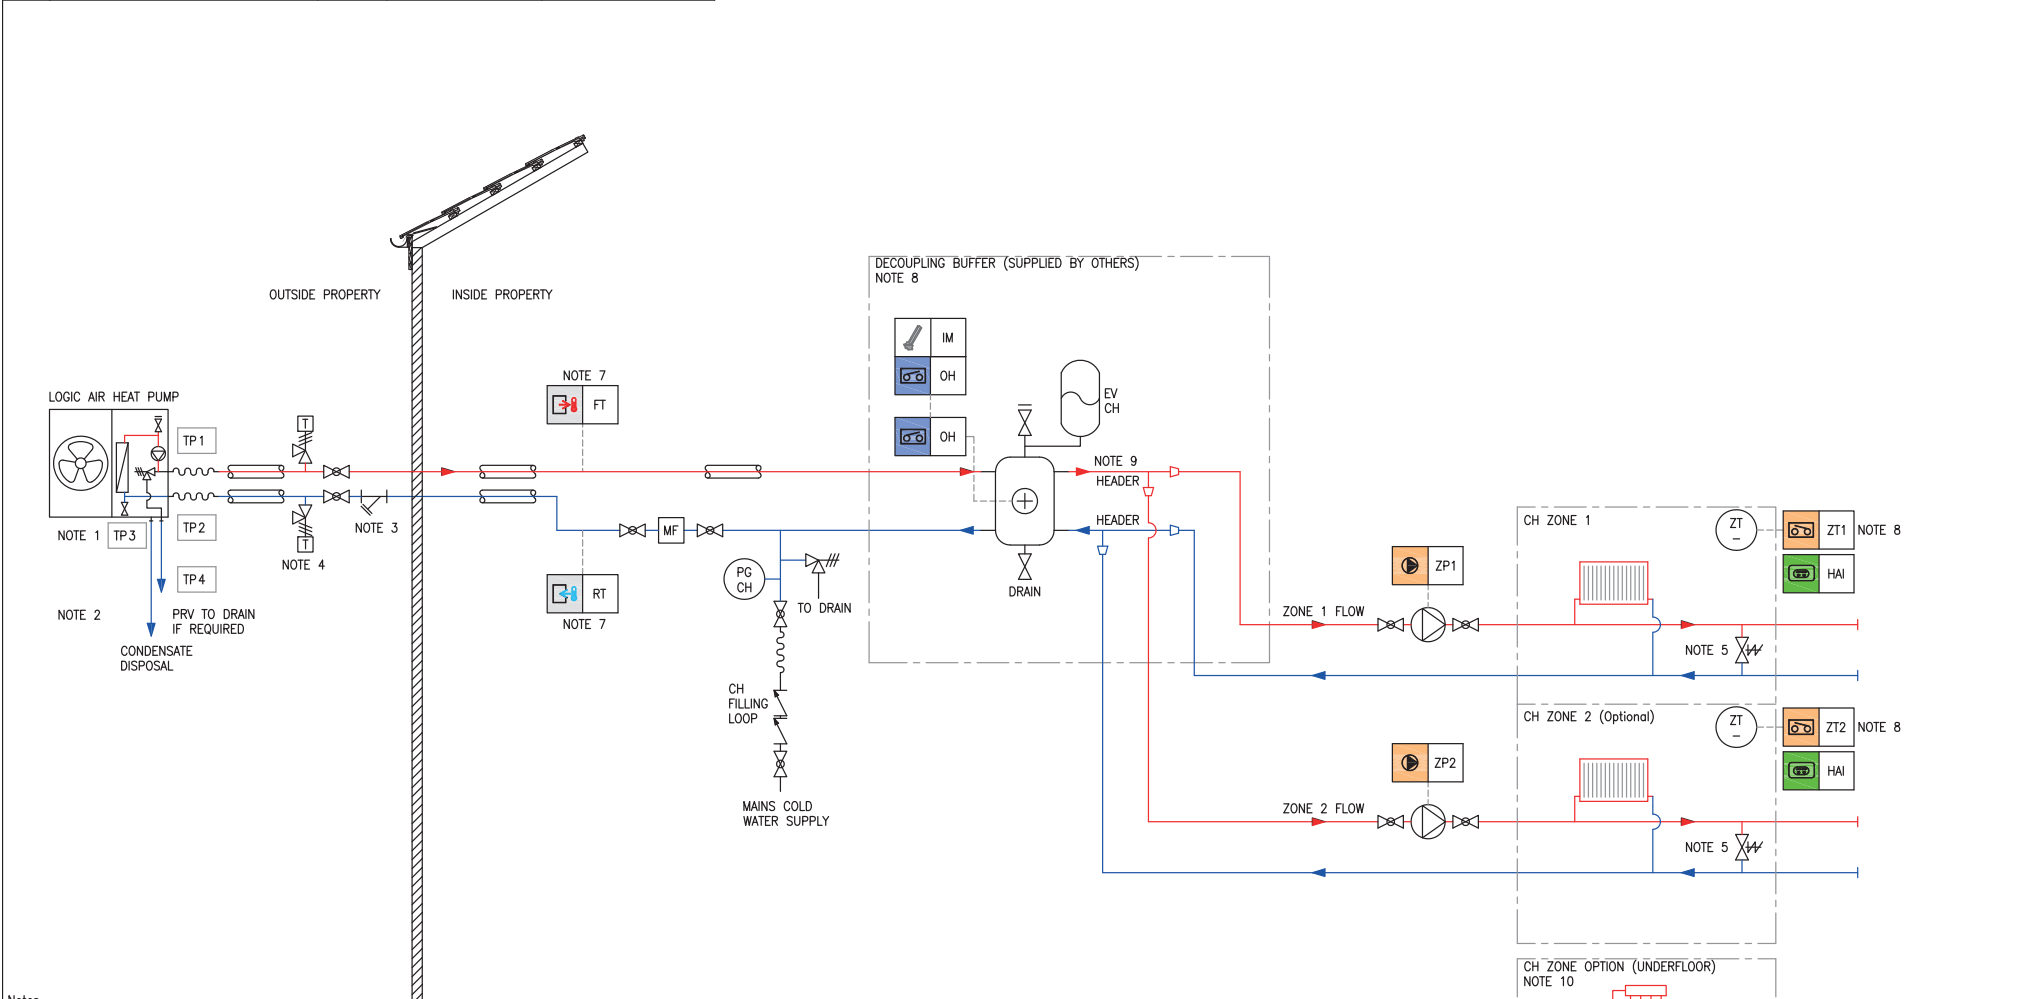 DECOUPLING BUFFER (SUPPLIED BY OTHERS)
NOTE 8
OUTSIDE PROPERTY
INSIDE PROPERTY
IM
OH
OH
EV
CH
NOTE 7
FT
LOGIC AIR HEAT PUMP
T
TP1
TP2
TP3
TP4
NOTE 1
NOTE 2
NOTE 3
T
NOTE 4
PRV TO DRAIN
IF REQUIRED
CONDENSATE
DISPOSAL
MF
RT
NOTE 7
PG
CH
TO DRAIN
CH
FILLING
LOOP
MAINS COLD
WATER SUPPLY
NOTE 9
HEADER
HEADER
DRAIN
CH ZONE 1
ZT
–
ZT1
NOTE 8
HAI
ZP1
ZONE 1 FLOW
NOTE 5
CH ZONE 2 (Optional)
ZT
–
ZT2
NOTE 8
HAI
ZP2
ZONE 2 FLOW
NOTE 5
CH ZONE OPTION (UNDERFLOOR)
NOTE 10
Notes